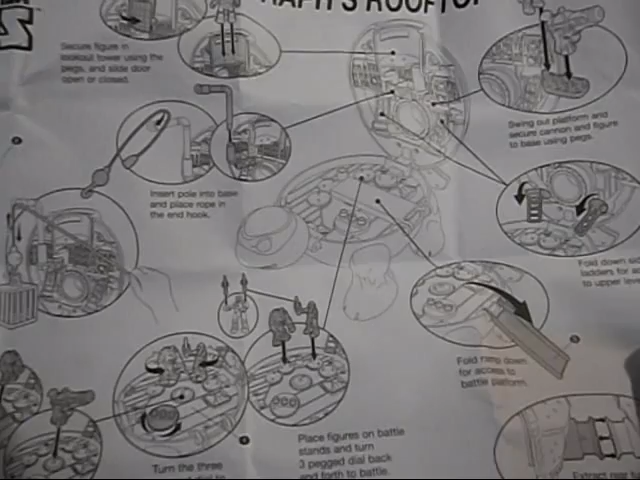 RAPH'S ROOFTOP
Secure figure in
lookout tower using the
pegs, and slide door
open or closed.
Swing out platform and
secure cannon and figure
to base using pegs.
Insert pole into base
and place rope in
the end hook.
Fold down
ladders for
to upper
Fold ramp down
for access to
battle platform.
Place figures on battle
stands and turn
3 pegged dial back
and forth to battle.
Turn the three
dial to
Extract